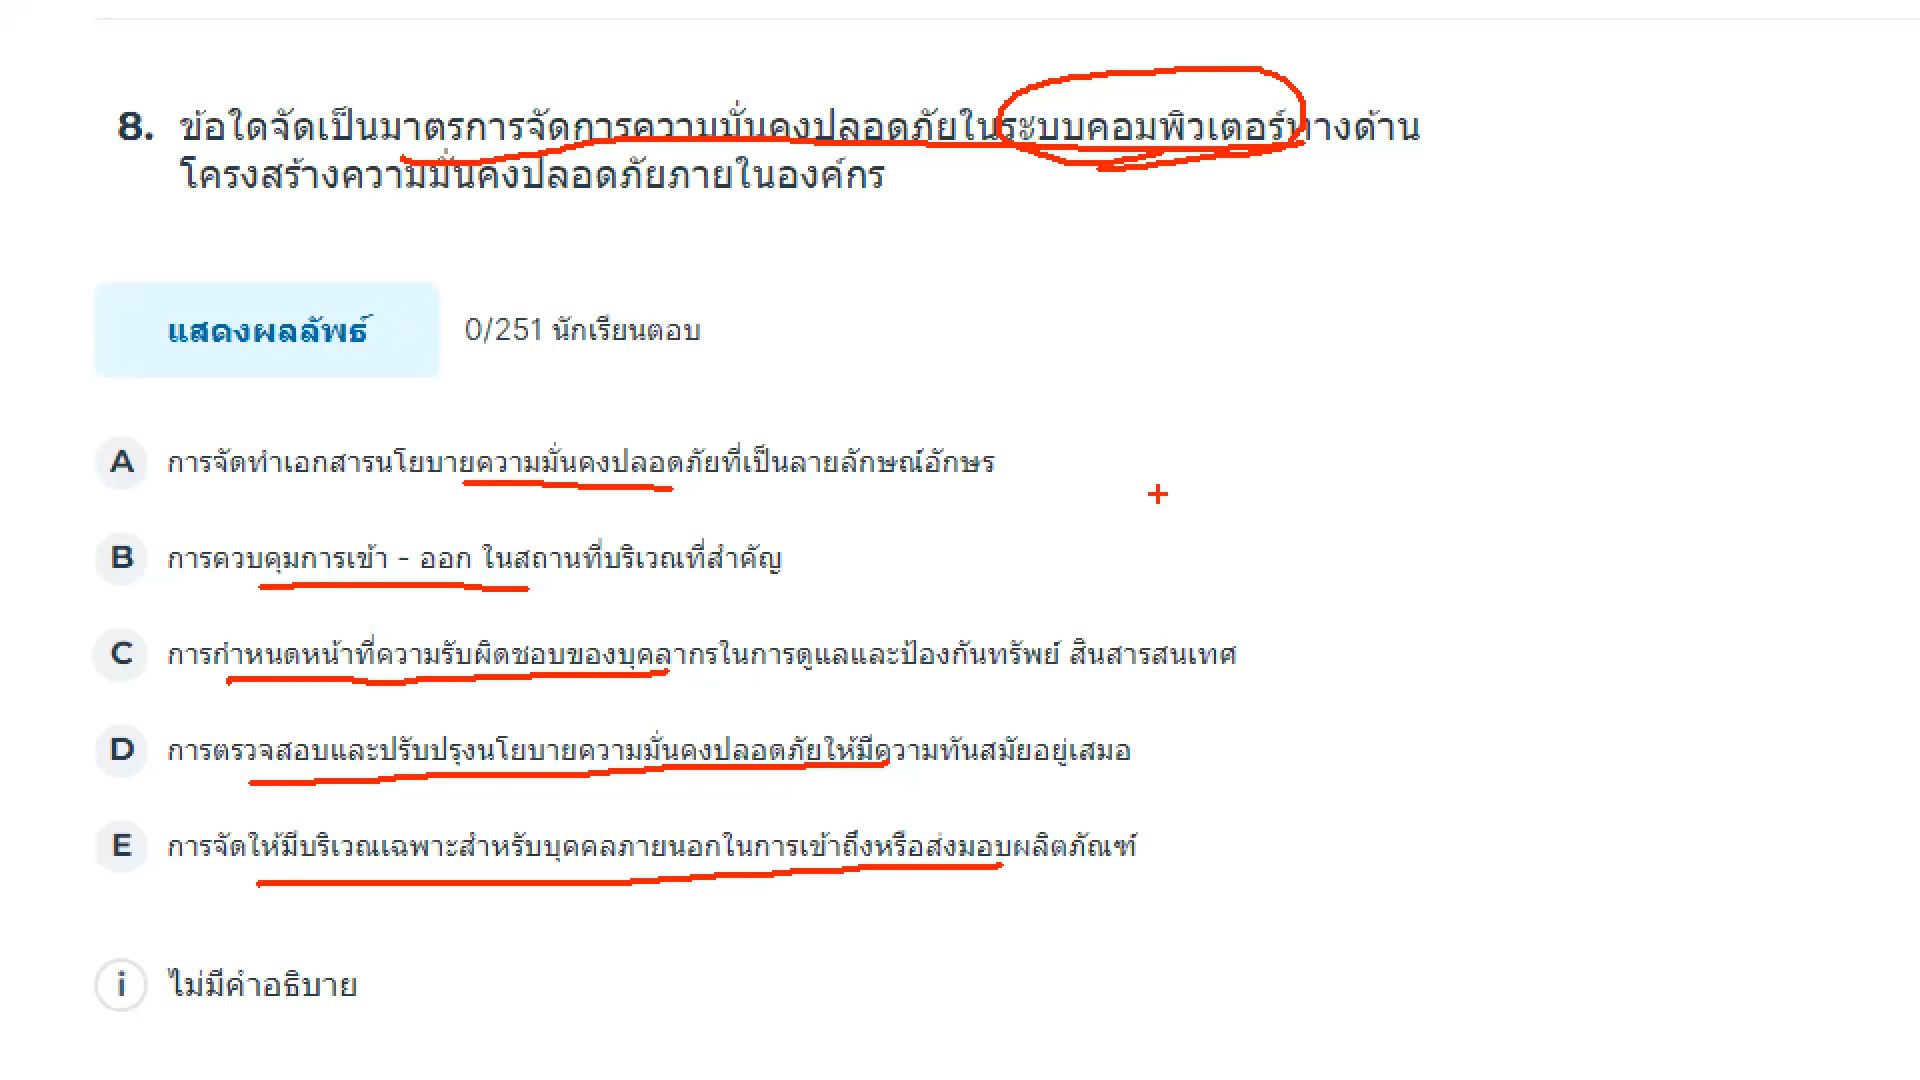 8. ข้อใดจัดเป็นมาตรการจัดการความมั่นคงปลอดภัยในระบบคอมพิวเตอร์ทางด้าน
โครงสร้างความมั่นคงปลอดภัยภายในองค์กร
แสดงผลลัพธ์ 0/251 นักเรียนตอบ
A การจัดทำเอกสารนโยบายความมั่นคงปลอดภัยที่เป็นลายลักษณ์อักษร
B การควบคุมการเข้า - ออก ในสถานที่บริเวณที่สำคัญ
C การกำหนดหน้าที่ความรับผิดชอบของบุคลากรในการดูแลและป้องกันทรัพย์ สินสารสนเทศ
D การตรวจสอบและปรับปรุงนโยบายความมั่นคงปลอดภัยให้มีความทันสมัยอยู่เสมอ
E การจัดให้มีบริเวณเฉพาะสำหรับบุคคลภายนอกในการเข้าถึงหรือส่งมอบผลิตภัณฑ์
i ไม่มีคำอธิบาย